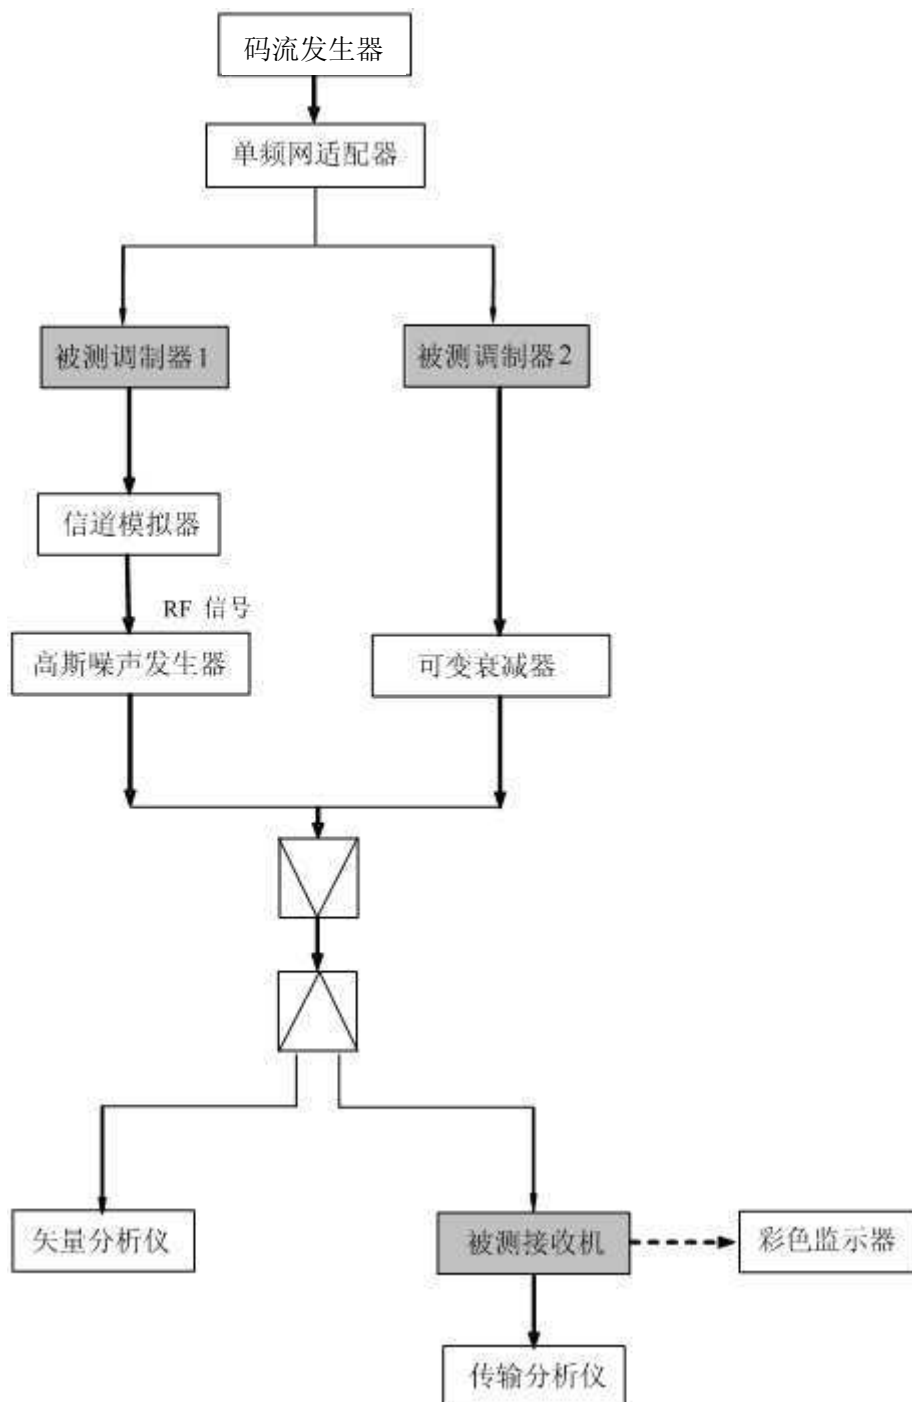 码流发生器
单频网适配器
被测调制器1
被测调制器2
信道模拟器
RF 信号
高斯噪声发生器
可变衰减器
矢量分析仪
被测接收机
彩色监示器
传输分析仪